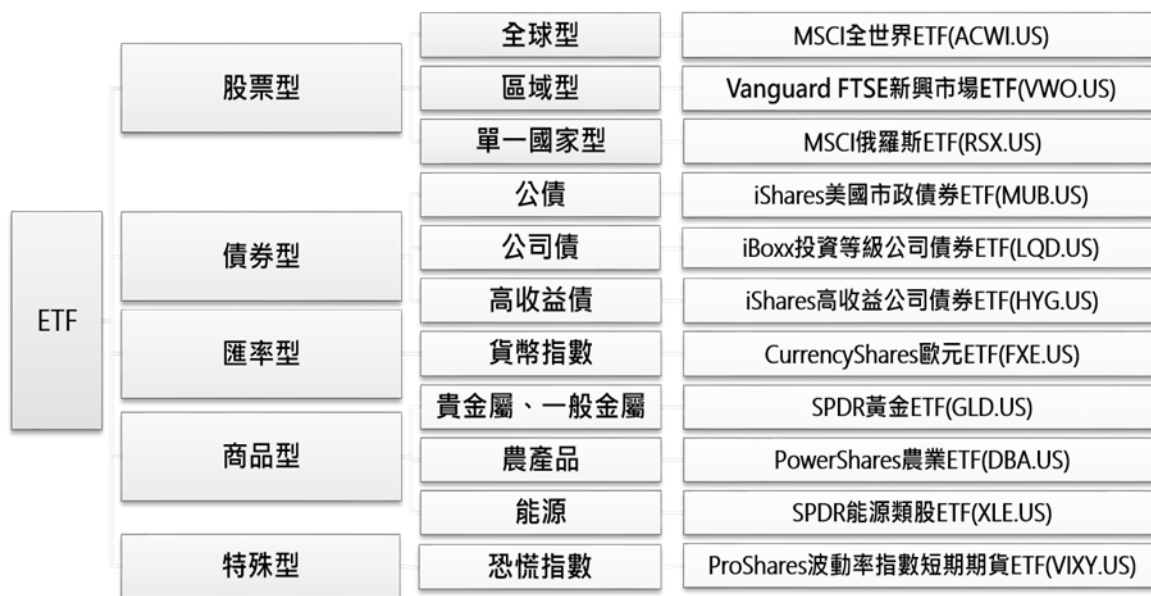 ETF
股票型
全球型
MSCI全世界ETF(ACWI.US)
區域型
Vanguard FTSE新興市場ETF(VWO.US)
單一國家型
MSCI俄羅斯ETF(RSX.US)
債券型
公債
iShares美國市政債券ETF(MUB.US)
公司債
iBoxx投資等級公司債券ETF(LQD.US)
高收益債
iShares高收益公司債券ETF(HYG.US)
匯率型
貨幣指數
CurrencyShares歐元ETF(FXE.US)
商品型
貴金屬、一般金屬
SPDR黃金ETF(GLD.US)
農產品
PowerShares農業ETF(DBA.US)
能源
SPDR能源類股ETF(XLE.US)
特殊型
恐慌指數
ProShares波動率指數短期期貨ETF(VIXY.US)